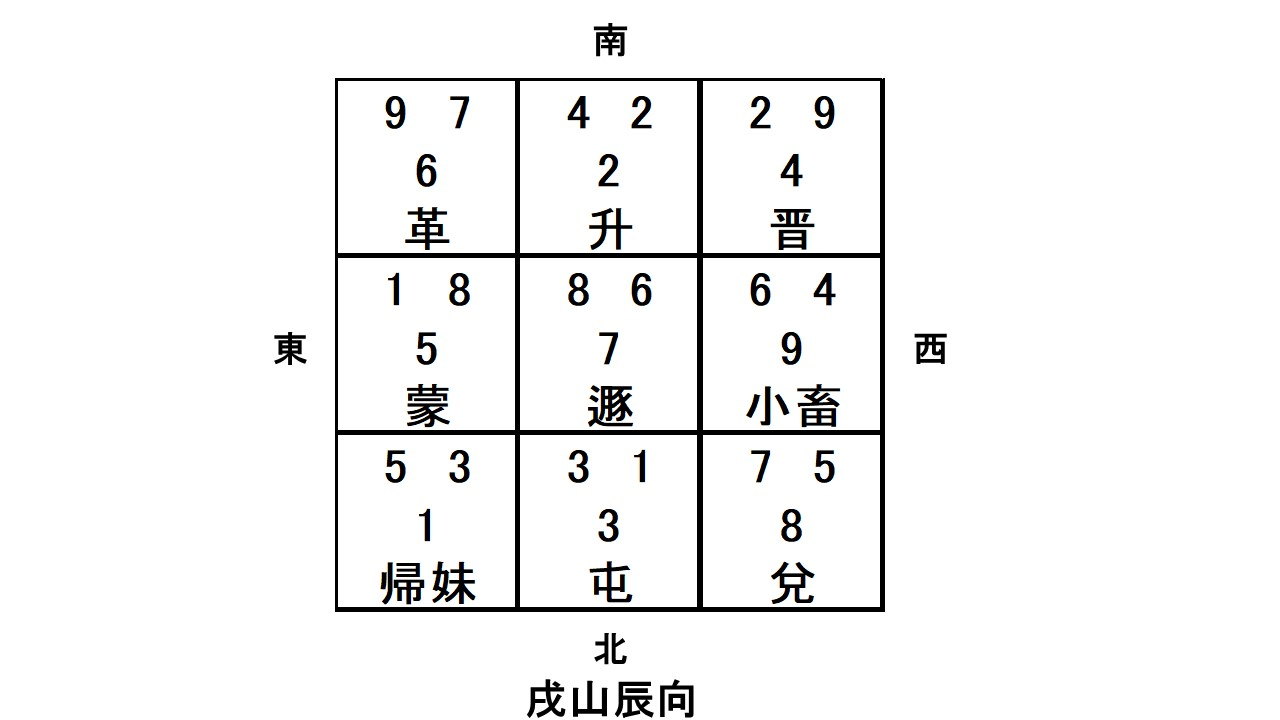 南
9 7 4 2 2 9
6 2 4
革 升 晋
東 1 8 8 6 6 4 西
5 7 9
蒙 遯 小畜
5 3 3 1 7 5
1 3 8
帰妹 屯 兌
北
戌山辰向